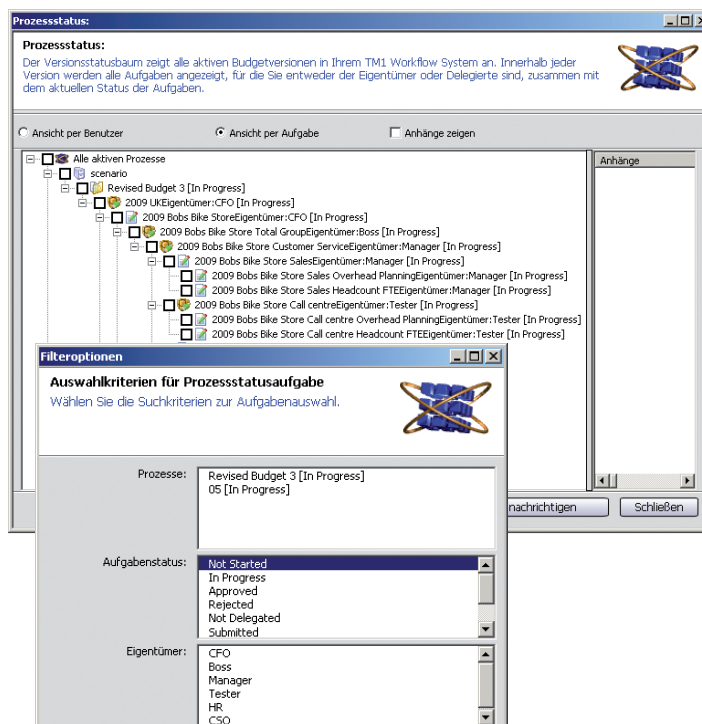 Prozessstatus:
Prozessstatus:
Der Versionsstatusbaum zeigt alle aktiven Budgetversionen in Ihrem TM1 Workflow System an. Innerhalb jeder
Version werden alle Aufgaben angezeigt, für die Sie entweder der Eigentümer oder Delegierte sind, zusammen mit
dem aktuellen Status der Aufgaben.
Ansicht per Benutzer
Ansicht per Aufgabe
Anhänge zeigen
Alle aktiven Prozesse
scenario
Revised Budget 3 [In Progress]
2009 UKEigentümer:CFO [In Progress]
2009 Bobs Bike StoreEigentümer:CFO [In Progress]
2009 Bobs Bike Store Total GroupEigentümer:Boss [In Progress]
2009 Bobs Bike Store Customer ServiceEigentümer:Manager [In Progress]
2009 Bobs Bike Store SalesEigentümer:Manager [In Progress]
2009 Bobs Bike Store Sales Overhead PlanningEigentümer:Manager [In Progress]
2009 Bobs Bike Store Sales Headcount FTEEigentümer:Manager [In Progress]
2009 Bobs Bike Store Call centreEigentümer:Tester [In Progress]
2009 Bobs Bike Store Call centre Overhead PlanningEigentümer:Tester [In Progress]
2009 Bobs Bike Store Call centre Headcount FTEEigentümer:Tester [In Progress]
Anhänge
nachrichtigen
Schließen
Filteroptionen
Auswahlkriterien für Prozessstatusaufgabe
Wählen Sie die Suchkriterien zur Aufgabenauswahl.
Prozesse:
Revised Budget 3 [In Progress]
05 [In Progress]
Aufgabenstatus:
Not Started
In Progress
Approved
Rejected
Not Delegated
Submitted
Eigentümer:
CFO
Boss
Manager
Tester
HR
CSO